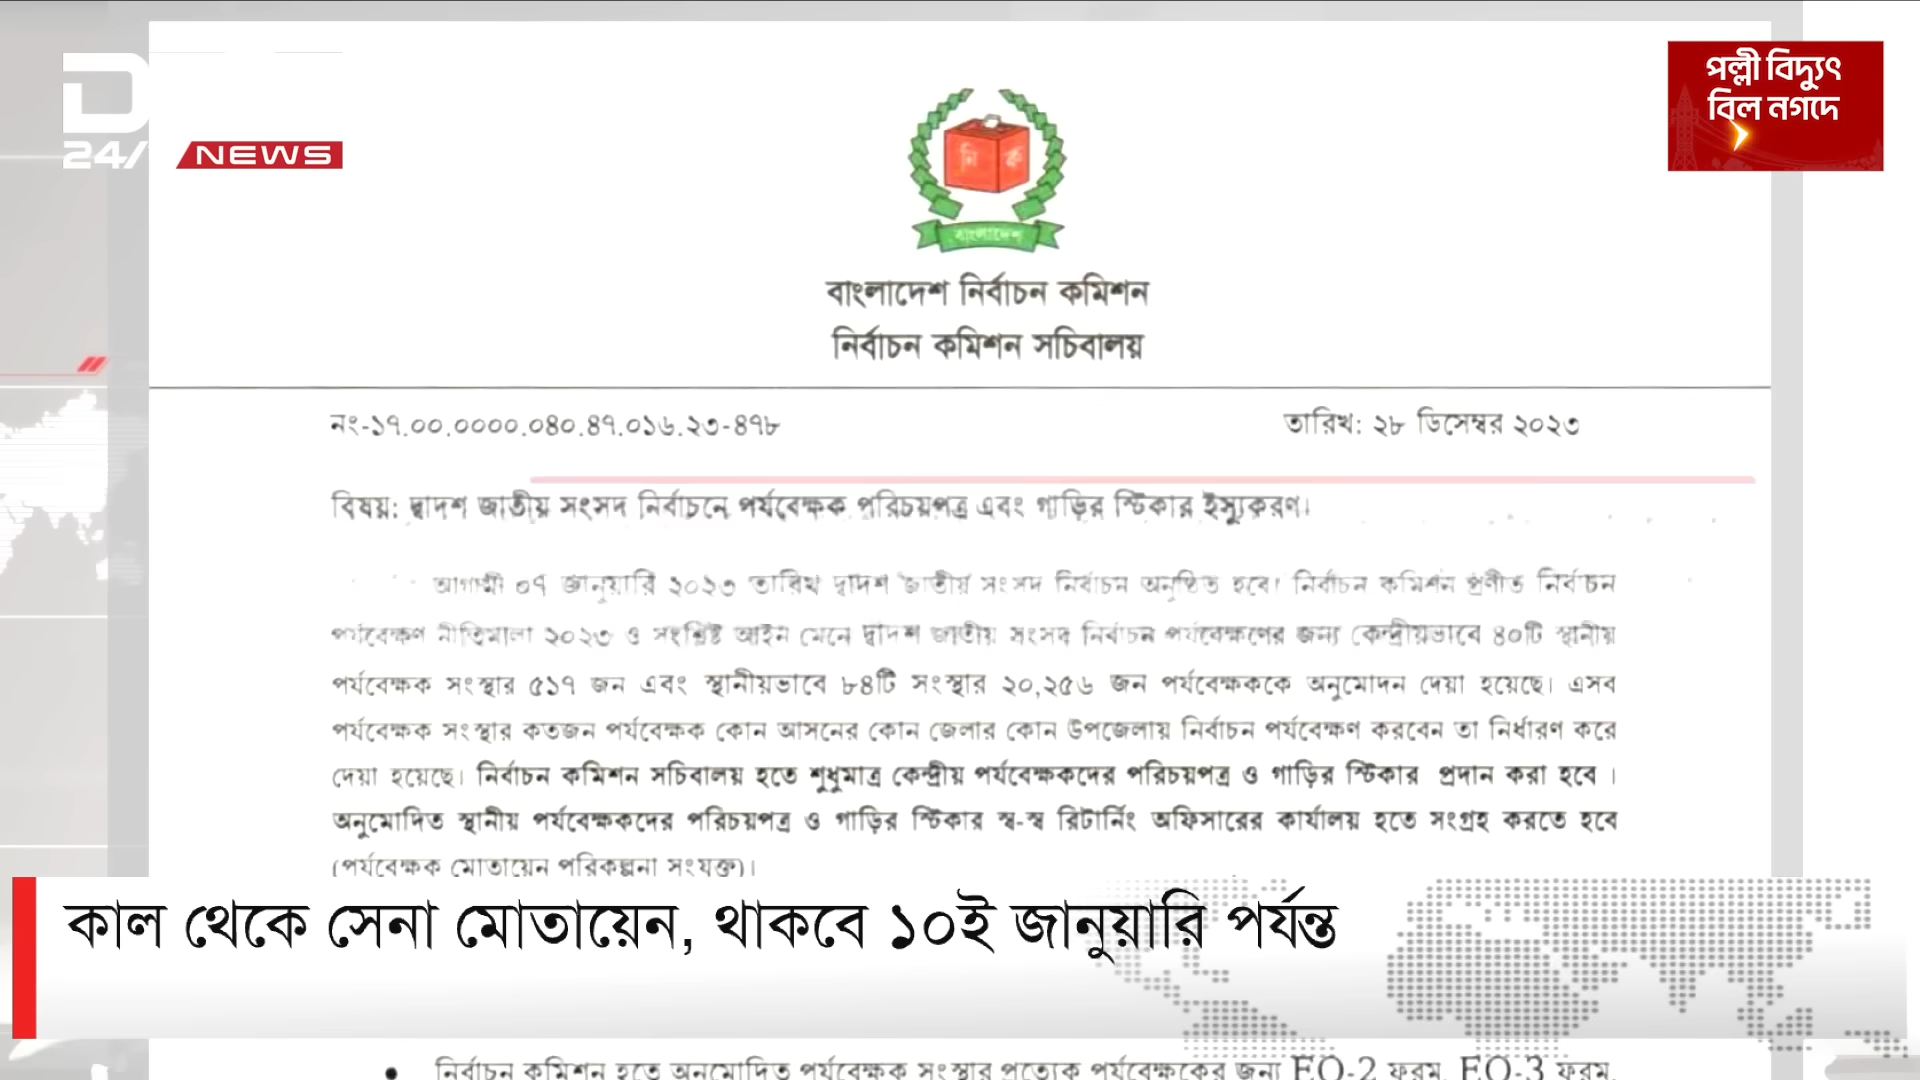 D
24/
NEWS
পল্লী বিদ্যুৎ
বিল নগদে
নি ক
বাংলাদেশ
বাংলাদেশ নির্বাচন কমিশন
নির্বাচন কমিশন সচিবালয়
নং-১৭.০০.০০০০.০৪০.৪৭.০১৬.২৩-৪৭৮
তারিখ: ২৮ ডিসেম্বর ২০২৩
বিষয়: দ্বাদশ জাতীয় সংসদ নির্বাচনে পর্যবেক্ষক পরিচয়পত্র এবং গাড়ির স্টিকার ইস্যুকরণ।
আগামী ০৭ জানুয়ারি ২০২৩ তারিখ দ্বাদশ জাতীয় সংসদ নির্বাচন অনুষ্ঠিত হবে। নির্বাচন কমিশন প্রণীত নির্বাচন
পর্যবেক্ষণ নীতিমালা ২০২৩ ও সংশ্লিষ্ট আইন মেনে দ্বাদশ জাতীয় সংসদ নির্বাচন পর্যবেক্ষণের জন্য কেন্দ্রীয়ভাবে ৪০টি স্থানীয়
পর্যবেক্ষক সংস্থার ৫১৭ জন এবং স্থানীয়ভাবে ৮৪টি সংস্থার ২০,২৫৬ জন পর্যবেক্ষককে অনুমোদন দেয়া হয়েছে। এসব
পর্যবেক্ষক সংস্থার কতজন পর্যবেক্ষক কোন আসনের কোন জেলার কোন উপজেলায় নির্বাচন পর্যবেক্ষণ করবেন তা নির্ধারণ করে
দেয়া হয়েছে। নির্বাচন কমিশন সচিবালয় হতে শুধুমাত্র কেন্দ্রীয় পর্যবেক্ষকদের পরিচয়পত্র ও গাড়ির স্টিকার প্রদান করা হবে ।
অনুমোদিত স্থানীয় পর্যবেক্ষকদের পরিচয়পত্র ও গাড়ির স্টিকার স্ব-স্ব রিটার্নিং অফিসারের কার্যালয় হতে সংগ্রহ করতে হবে
(পর্যবেক্ষক মোতায়েন পরিকল্পনা সংযুক্ত)।
কাল থেকে সেনা মোতায়েন, থাকবে ১০ই জানুয়ারি পর্যন্ত
• নির্বাচন কমিশন হতে অনুমোদিত পর্যবেক্ষক সংস্থার প্রত্যেক পর্যবেক্ষকের জন্য EO-2 ফরম, EO-3 ফরম,